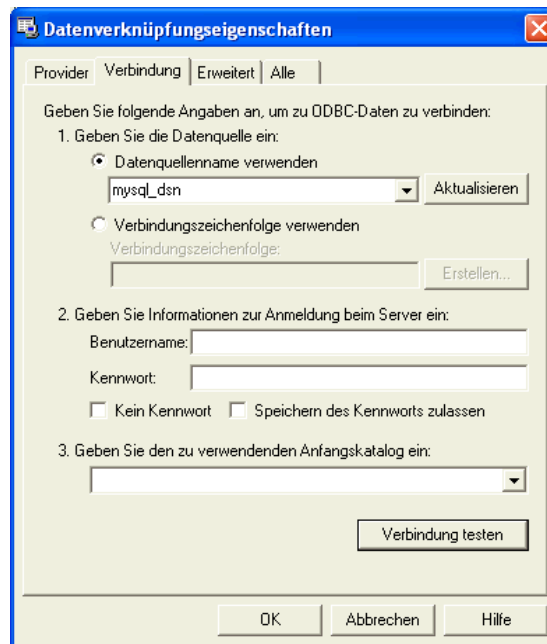 Datenverknüpfungseigenschaften
Provider Verbindung Erweitert Alle
Geben Sie folgende Angaben an, um zu ODBC-Daten zu verbinden:
1. Geben Sie die Datenquelle ein:
Datenquellenname verwenden
mysql_dsn Aktualisieren
Verbindungszeichenfolge verwenden
Verbindungszeichenfolge:
Erstellen...
2. Geben Sie Informationen zur Anmeldung beim Server ein:
Benutzername:
Kennwort:
Kein Kennwort Speichern des Kennworts zulassen
3. Geben Sie den zu verwendenden Anfangskatalog ein:
Verbindung testen
OK Abbrechen Hilfe